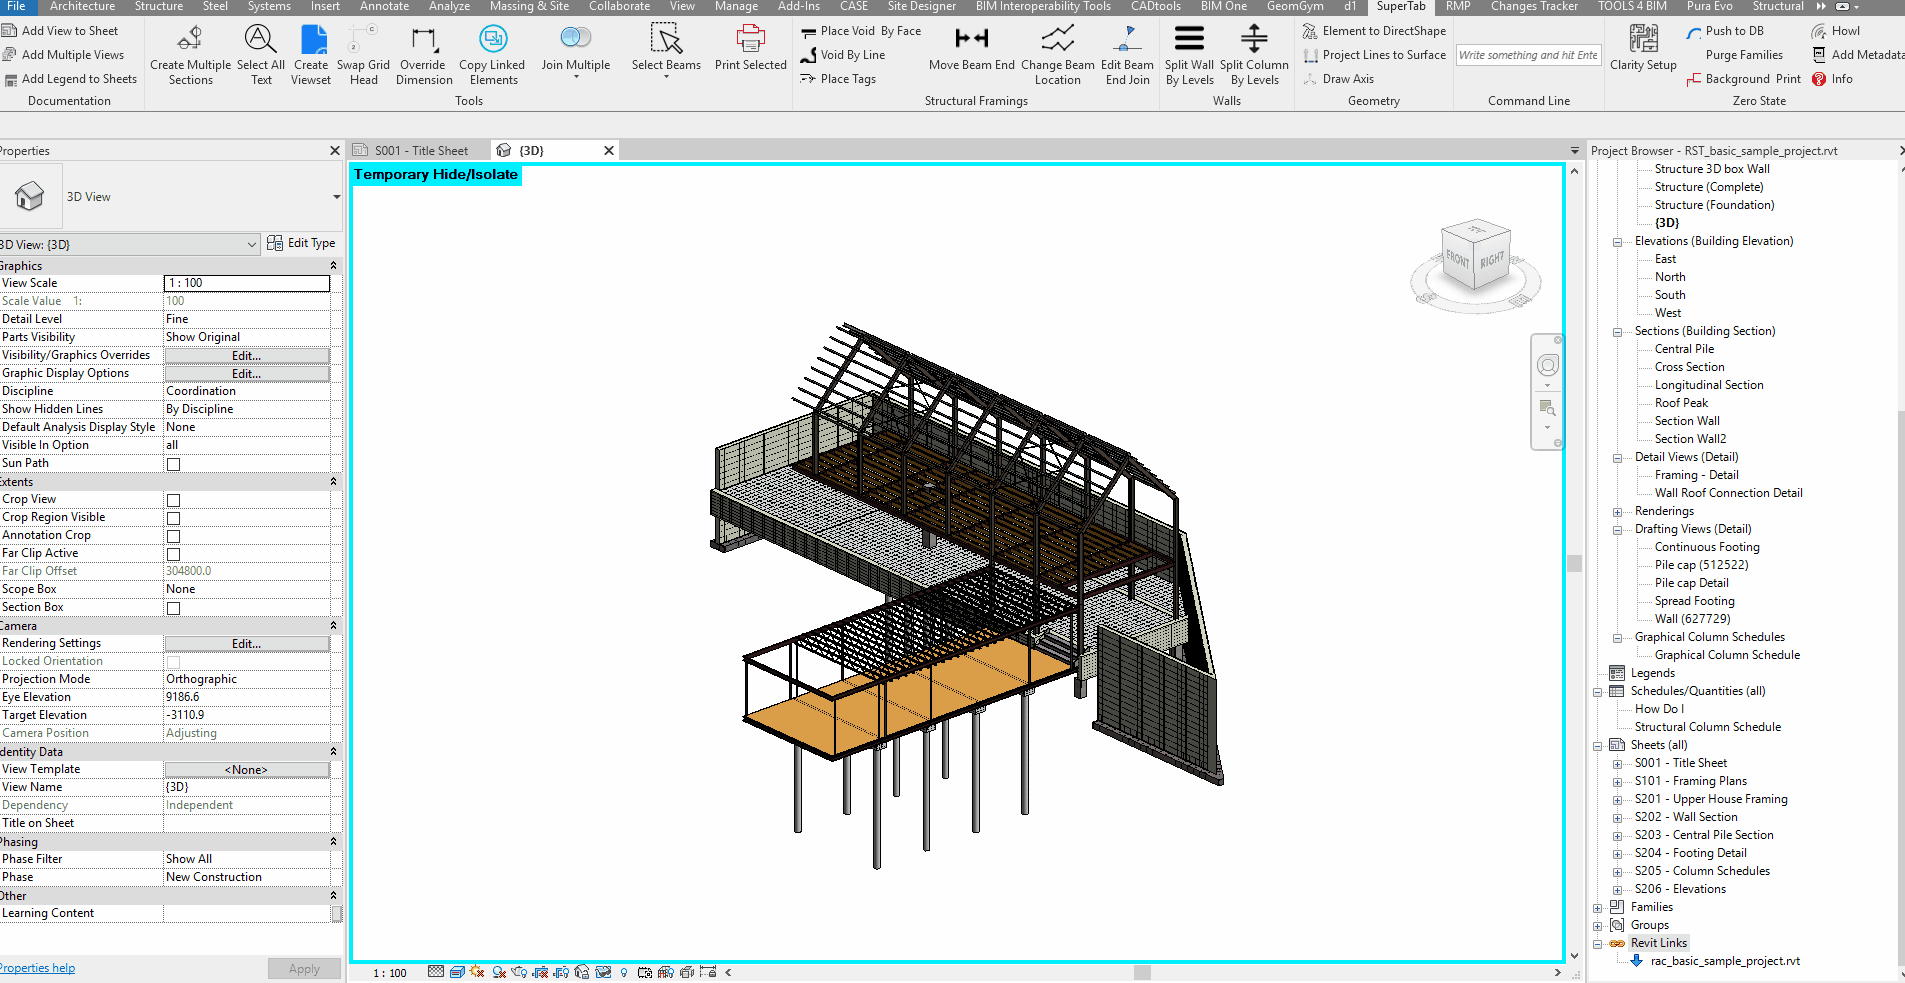 File Architecture Structure Steel Systems Insert Annotate Analyze Massing & Site Collaborate View Manage Add-Ins CASE Site Designer BIM Interoperability Tools CADtools BIM One GeomGym d1 SuperTab RMP Changes Tracker TOOLS 4 BIM Pura Evo Structural
Add View to Sheet
Add Multiple Views
Add Legend to Sheets
Documentation
Create Multiple Sections
Select All Text
Create Viewset
Swap Grid Head
Override Dimension
Copy Linked Elements
Join Multiple
Select Beams
Print Selected
Tools
Place Void By Face
Void By Line
Place Tags
Move Beam End
Change Beam Location
Edit Beam End Join
Structural Framings
Split Wall By Levels
Split Column By Levels
Walls
Element to DirectShape
Project Lines to Surface
Draw Axis
Geometry
Write something and hit Ente
Command Line
Clarity Setup
Push to DB
Purge Families
Background Print
Howl
Add Metadata
Info
Zero State
Properties
3D View
3D View: {3D}
Edit Type
Graphics
View Scale 1 : 100
Scale Value 1: 100
Detail Level Fine
Parts Visibility Show Original
Visibility/Graphics Overrides Edit...
Graphic Display Options Edit...
Discipline Coordination
Show Hidden Lines By Discipline
Default Analysis Display Style None
Visible In Option all
Sun Path
Extents
Crop View
Crop Region Visible
Annotation Crop
Far Clip Active
Far Clip Offset 304800.0
Scope Box None
Section Box
Camera
Rendering Settings Edit...
Locked Orientation
Projection Mode Orthographic
Eye Elevation 9186.6
Target Elevation -3110.9
Camera Position Adjusting
Identity Data
View Template <None>
View Name {3D}
Dependency Independent
Title on Sheet
Phasing
Phase Filter Show All
Phase New Construction
Other
Learning Content
Properties help
Apply
S001 - Title Sheet
{3D}
Temporary Hide/Isolate
FRONT
RIGHT
1 : 100
Project Browser - RST_basic_sample_project.rvt
Structure 3D box Wall
Structure (Complete)
Structure (Foundation)
{3D}
Elevations (Building Elevation)
East
North
South
West
Sections (Building Section)
Central Pile
Cross Section
Longitudinal Section
Roof Peak
Section Wall
Section Wall2
Detail Views (Detail)
Framing - Detail
Wall Roof Connection Detail
Renderings
Drafting Views (Detail)
Continuous Footing
Pile cap (512522)
Pile cap Detail
Spread Footing
Wall (627729)
Graphical Column Schedules
Graphical Column Schedule
Legends
Schedules/Quantities (all)
How Do I
Structural Column Schedule
Sheets (all)
S001 - Title Sheet
S101 - Framing Plans
S201 - Upper House Framing
S202 - Wall Section
S203 - Central Pile Section
S204 - Footing Detail
S205 - Column Schedules
S206 - Elevations
Families
Groups
Revit Links
rac_basic_sample_project.rvt